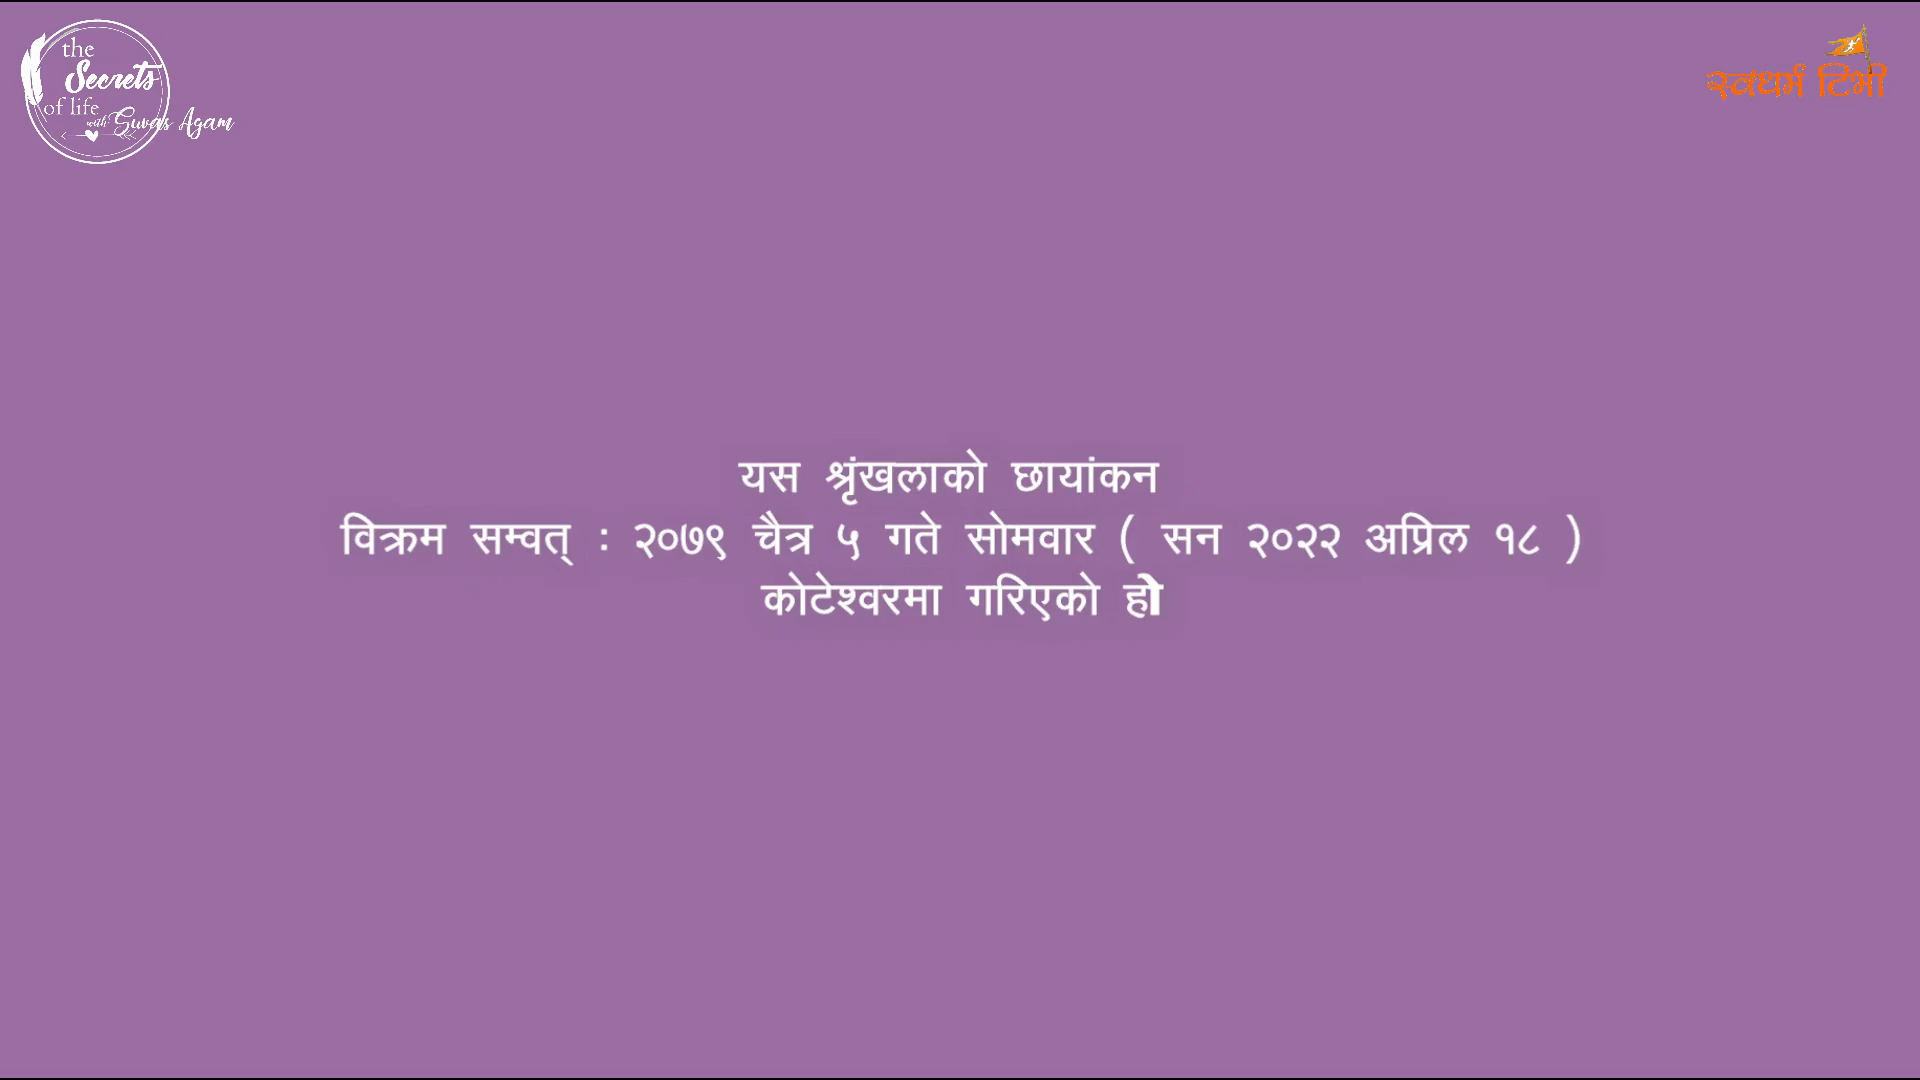 the
Secrets
of life
with Suvas Agam
स्वधर्म टिभी
यस श्रृंखलाको छायांकन
विक्रम सम्वत् : २०७९ चैत्र ५ गते सोमवार ( सन २०२२ अप्रिल १८ )
कोटेश्वरमा गरिएको हो